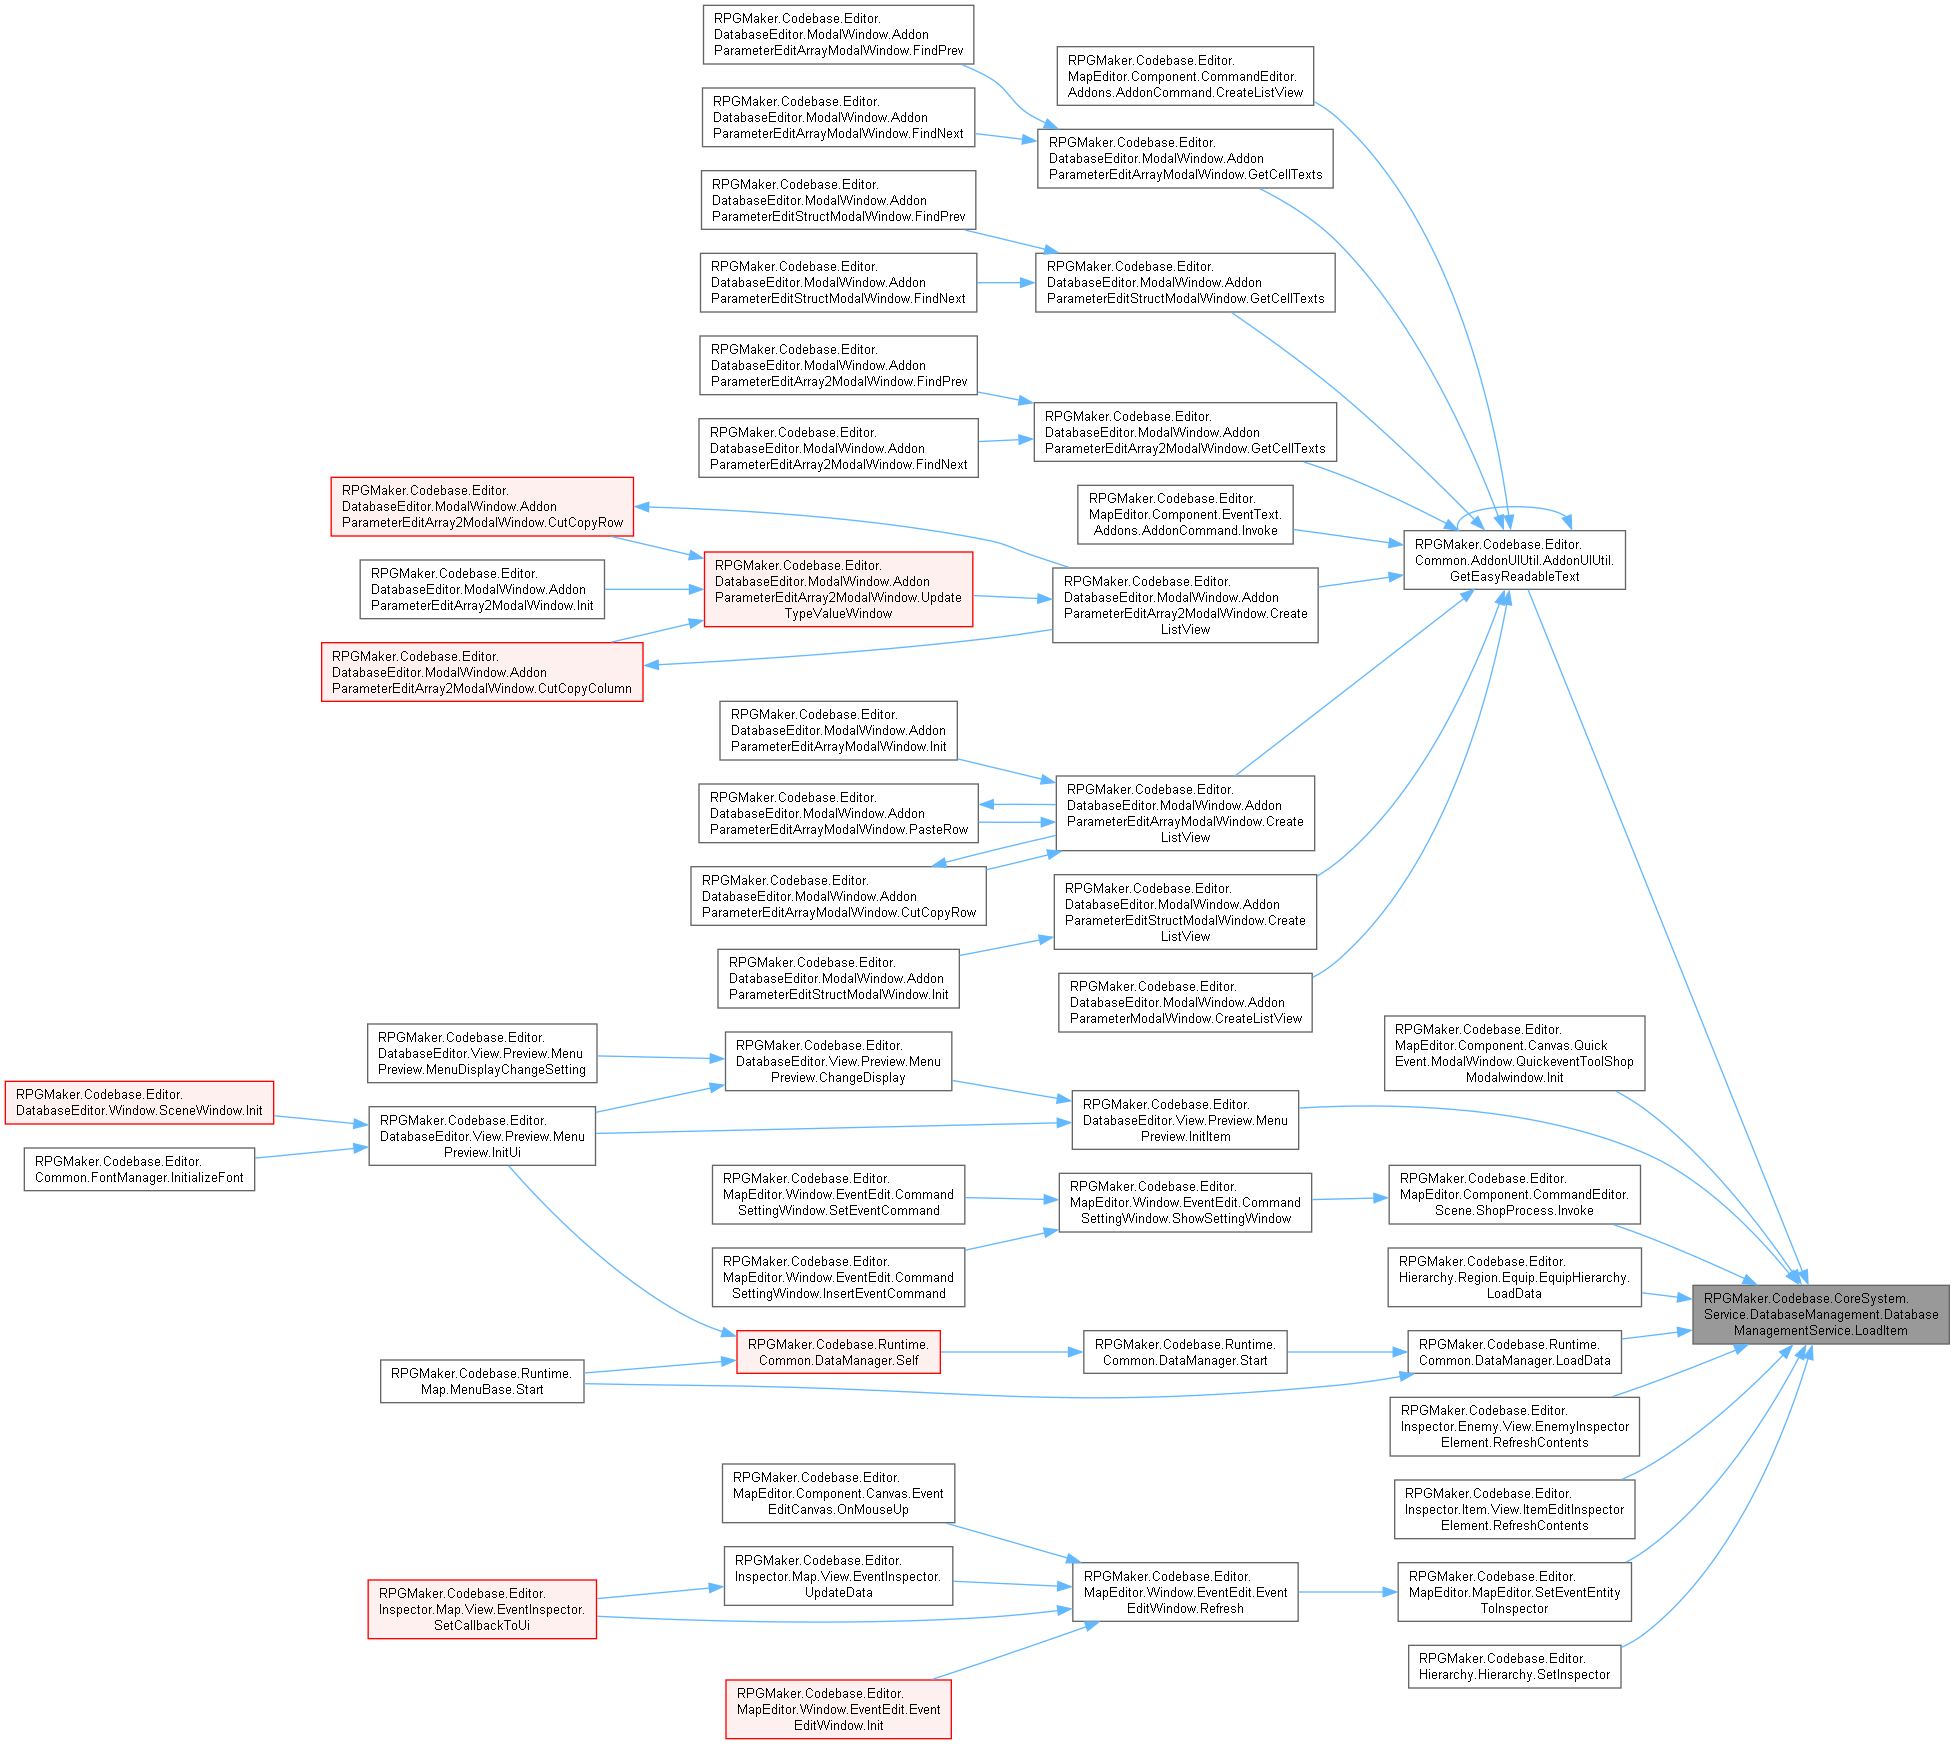 RPGMaker.Codebase.Editor.
DatabaseEditor.ModalWindow.Addon
ParameterEditArrayModalWindow.FindPrev
RPGMaker.Codebase.Editor.
MapEditor.Component.CommandEditor.
Addons.AddonCommand.CreateListView
RPGMaker.Codebase.Editor.
DatabaseEditor.ModalWindow.Addon
ParameterEditArrayModalWindow.FindNext
RPGMaker.Codebase.Editor.
DatabaseEditor.ModalWindow.Addon
ParameterEditArrayModalWindow.GetCellTexts
RPGMaker.Codebase.Editor.
DatabaseEditor.ModalWindow.Addon
ParameterEditStructModalWindow.FindPrev
RPGMaker.Codebase.Editor.
DatabaseEditor.ModalWindow.Addon
ParameterEditStructModalWindow.FindNext
RPGMaker.Codebase.Editor.
DatabaseEditor.ModalWindow.Addon
ParameterEditStructModalWindow.GetCellTexts
RPGMaker.Codebase.Editor.
DatabaseEditor.ModalWindow.Addon
ParameterEditArray2ModalWindow.FindPrev
RPGMaker.Codebase.Editor.
DatabaseEditor.ModalWindow.Addon
ParameterEditArray2ModalWindow.FindNext
RPGMaker.Codebase.Editor.
DatabaseEditor.ModalWindow.Addon
ParameterEditArray2ModalWindow.GetCellTexts
RPGMaker.Codebase.Editor.
DatabaseEditor.ModalWindow.Addon
ParameterEditArray2ModalWindow.CutCopyRow
RPGMaker.Codebase.Editor.
MapEditor.Component.EventText.
Addons.AddonCommand.Invoke
RPGMaker.Codebase.Editor.
Common.AddonUIUtil.AddonUIUtil.
GetEasyReadableText
RPGMaker.Codebase.Editor.
DatabaseEditor.ModalWindow.Addon
ParameterEditArray2ModalWindow.Init
RPGMaker.Codebase.Editor.
DatabaseEditor.ModalWindow.Addon
ParameterEditArray2ModalWindow.Update
TypeValueWindow
RPGMaker.Codebase.Editor.
DatabaseEditor.ModalWindow.Addon
ParameterEditArray2ModalWindow.Create
ListView
RPGMaker.Codebase.Editor.
DatabaseEditor.ModalWindow.Addon
ParameterEditArray2ModalWindow.CutCopyColumn
RPGMaker.Codebase.Editor.
DatabaseEditor.ModalWindow.Addon
ParameterEditArrayModalWindow.Init
RPGMaker.Codebase.Editor.
DatabaseEditor.ModalWindow.Addon
ParameterEditArrayModalWindow.PasteRow
RPGMaker.Codebase.Editor.
DatabaseEditor.ModalWindow.Addon
ParameterEditArrayModalWindow.Create
ListView
RPGMaker.Codebase.Editor.
DatabaseEditor.ModalWindow.Addon
ParameterEditArrayModalWindow.CutCopyRow
RPGMaker.Codebase.Editor.
DatabaseEditor.ModalWindow.Addon
ParameterEditStructModalWindow.Create
ListView
RPGMaker.Codebase.Editor.
DatabaseEditor.ModalWindow.Addon
ParameterEditStructModalWindow.Init
RPGMaker.Codebase.Editor.
DatabaseEditor.ModalWindow.Addon
ParameterModalWindow.CreateListView
RPGMaker.Codebase.Editor.
MapEditor.Component.Canvas.Quick
Event.ModalWindow.QuickeventToolShop
Modalwindow.Init
RPGMaker.Codebase.Editor.
DatabaseEditor.View.Preview.Menu
Preview.MenuDisplayChangeSetting
RPGMaker.Codebase.Editor.
DatabaseEditor.View.Preview.Menu
Preview.ChangeDisplay
RPGMaker.Codebase.Editor.
DatabaseEditor.Window.SceneWindow.Init
RPGMaker.Codebase.Editor.
DatabaseEditor.View.Preview.Menu
Preview.InitUi
RPGMaker.Codebase.Editor.
DatabaseEditor.View.Preview.Menu
Preview.InitItem
RPGMaker.Codebase.Editor.
Common.FontManager.InitializeFont
RPGMaker.Codebase.Editor.
MapEditor.Window.EventEdit.Command
SettingWindow.SetEventCommand
RPGMaker.Codebase.Editor.
MapEditor.Window.EventEdit.Command
SettingWindow.ShowSettingWindow
RPGMaker.Codebase.Editor.
MapEditor.Component.CommandEditor.
Scene.ShopProcess.Invoke
RPGMaker.Codebase.Editor.
MapEditor.Window.EventEdit.Command
SettingWindow.InsertEventCommand
RPGMaker.Codebase.Editor.
Hierarchy.Region.Equip.EquipHierarchy.
LoadData
RPGMaker.Codebase.CoreSystem.
Service.DatabaseManagement.Database
ManagementService.LoadItem
RPGMaker.Codebase.Runtime.
Common.DataManager.Self
RPGMaker.Codebase.Runtime.
Common.DataManager.Start
RPGMaker.Codebase.Runtime.
Common.DataManager.LoadData
RPGMaker.Codebase.Runtime.
Map.MenuBase.Start
RPGMaker.Codebase.Editor.
Inspector.Enemy.View.EnemyInspector
Element.RefreshContents
RPGMaker.Codebase.Editor.
MapEditor.Component.Canvas.Event
EditCanvas.OnMouseUp
RPGMaker.Codebase.Editor.
Inspector.Item.View.ItemEditInspector
Element.RefreshContents
RPGMaker.Codebase.Editor.
Inspector.Map.View.EventInspector.
UpdateData
RPGMaker.Codebase.Editor.
Inspector.Map.View.EventInspector.
SetCallbackToUi
RPGMaker.Codebase.Editor.
MapEditor.Window.EventEdit.Event
EditWindow.Refresh
RPGMaker.Codebase.Editor.
MapEditor.MapEditor.SetEventEntity
ToInspector
RPGMaker.Codebase.Editor.
Hierarchy.Hierarchy.SetInspector
RPGMaker.Codebase.Editor.
MapEditor.Window.EventEdit.Event
EditWindow.Init